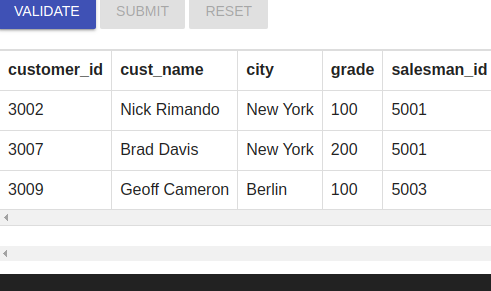 VALIDATE SUBMIT RESET
customer_id cust_name city grade salesman_id
3002 Nick Rimando New York 100 5001
3007 Brad Davis New York 200 5001
3009 Geoff Cameron Berlin 100 5003